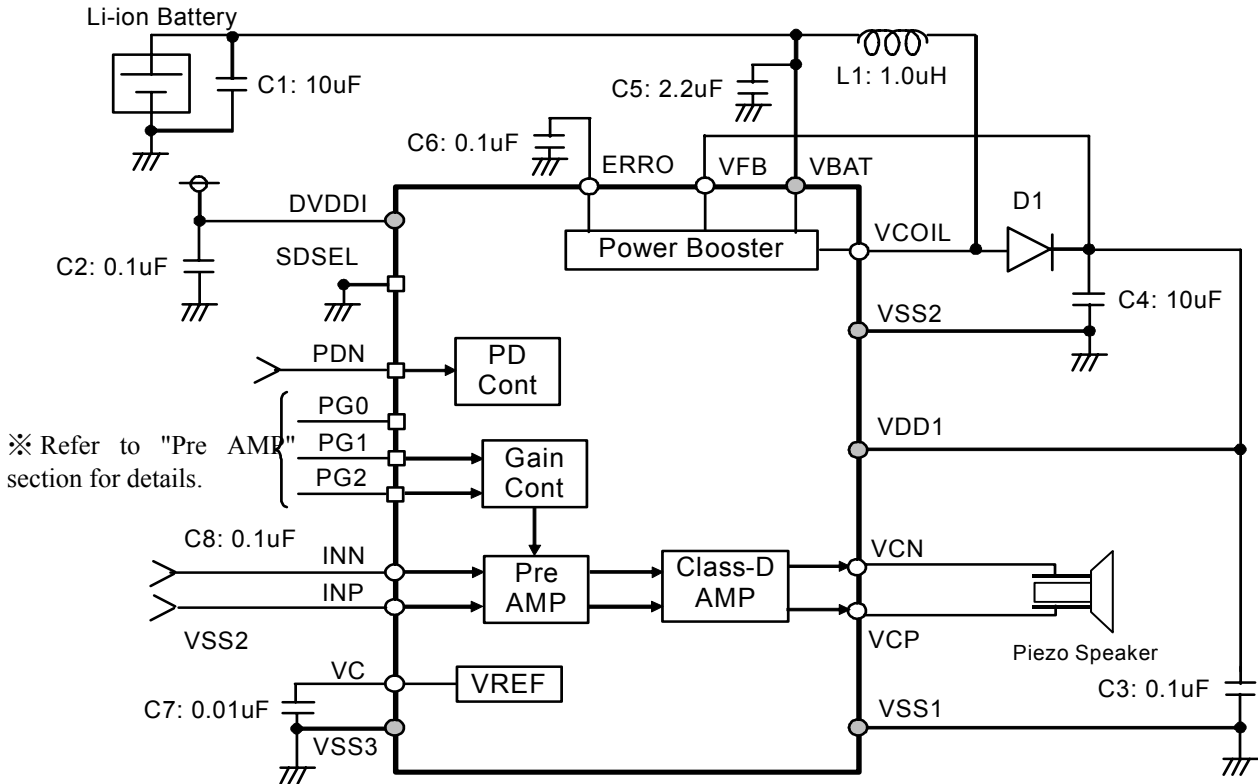 Li-ion Battery
C1: 10uF
C5: 2.2uF
L1: 1.0uH
C6: 0.1uF
ERRO
VFB
VBAT
DVDDI
D1
Power Booster
VCOIL
C2: 0.1uF
SDSEL
C4: 10uF
VSS2
PDN
PD
Cont
PG0
VDD1
※ Refer to "Pre AMP"
section for details.
PG1
PG2
Gain
Cont
C8: 0.1uF
INN
INP
Pre
AMP
Class-D
AMP
VCN
VCP
VSS2
Piezo Speaker
VC
VREF
C3: 0.1uF
C7: 0.01uF
VSS3
VSS1